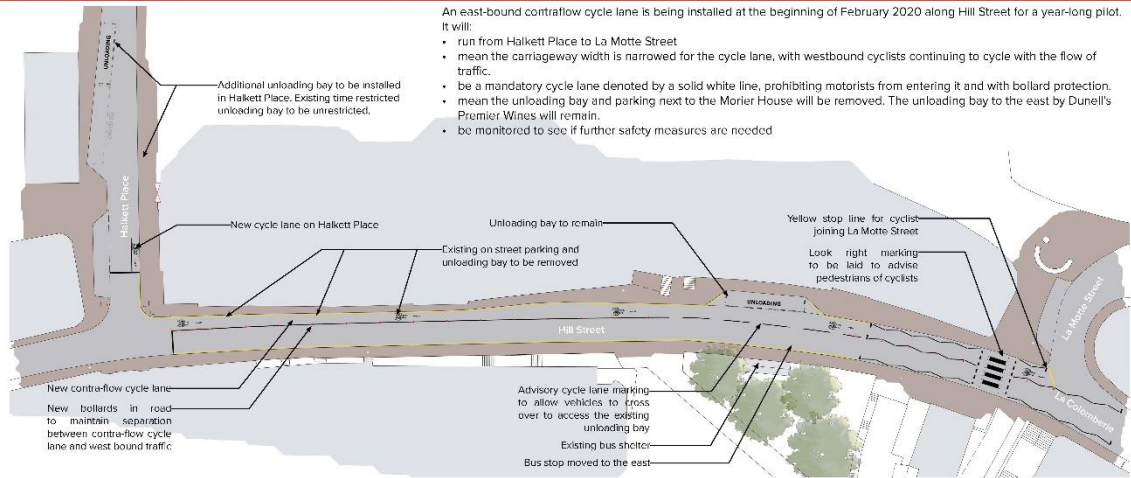 An east-bound contraflow cycle lane is being installed at the beginning of February 2020 along Hill Street for a year-long pilot.
It will:
• run from Halkett Place to La Motte Street
• mean the carriageway width is narrowed for the cycle lane, with westbound cyclists continuing to cycle with the flow of
traffic.
• be a mandatory cycle lane denoted by a solid white line, prohibiting motorists from entering it and with bollard protection.
• mean the unloading bay and parking next to the Morier House will be removed. The unloading bay to the east by Dunell's
Premier Wines will remain.
• be monitored to see if further safety measures are needed
UNLOADING
Additional unloading bay to be installed
in Halkett Place. Existing time restricted
unloading bay to be unrestricted.
Halkett Place
New cycle lane on Halkett Place
Existing on street parking and
unloading bay to be removed
Unloading bay to remain
Yellow stop line for cyclist
joining La Motte Street
Look right marking
to be laid to advise
pedestrians of cyclists
UNLOADING
Hill Street
La Motte Street
La Colomberie
New contra-flow cycle lane
New bollards in road
to maintain separation
between contra-flow cycle
lane and west bound traffic
Advisory cycle lane marking
to allow vehicles to cross
over to access the existing
unloading bay
Existing bus shelter
Bus stop moved to the east